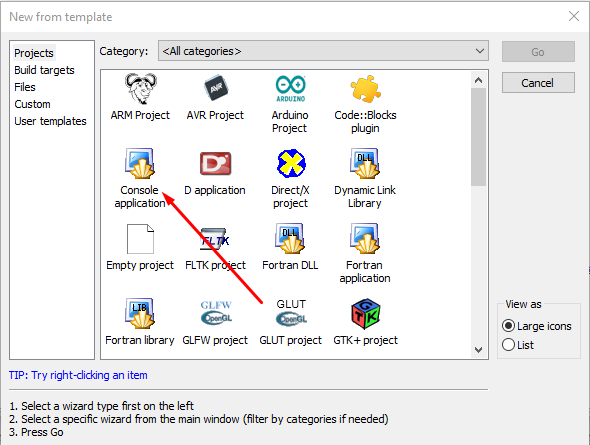 New from template
Projects
Build targets
Files
Custom
User templates
Category:
<All categories>
Go
Cancel
ARM Project
AVR
AVR Project
ARDUINO
Arduino
Project
Code::Blocks
plugin
Console
application
D
D application
Direct/X
project
DLL
Dynamic Link
Library
Empty project
FLTK
FLTK project
DLL
Fortran DLL
Fortran
application
LIB
Fortran library
GLFW
OpenGL
GLFW project
GLUT
OpenGL
GLUT project
GTK
GTK+ project
View as
Large icons
List
TIP: Try right-clicking an item
1. Select a wizard type first on the left
2. Select a specific wizard from the main window (filter by categories if needed)
3. Press Go